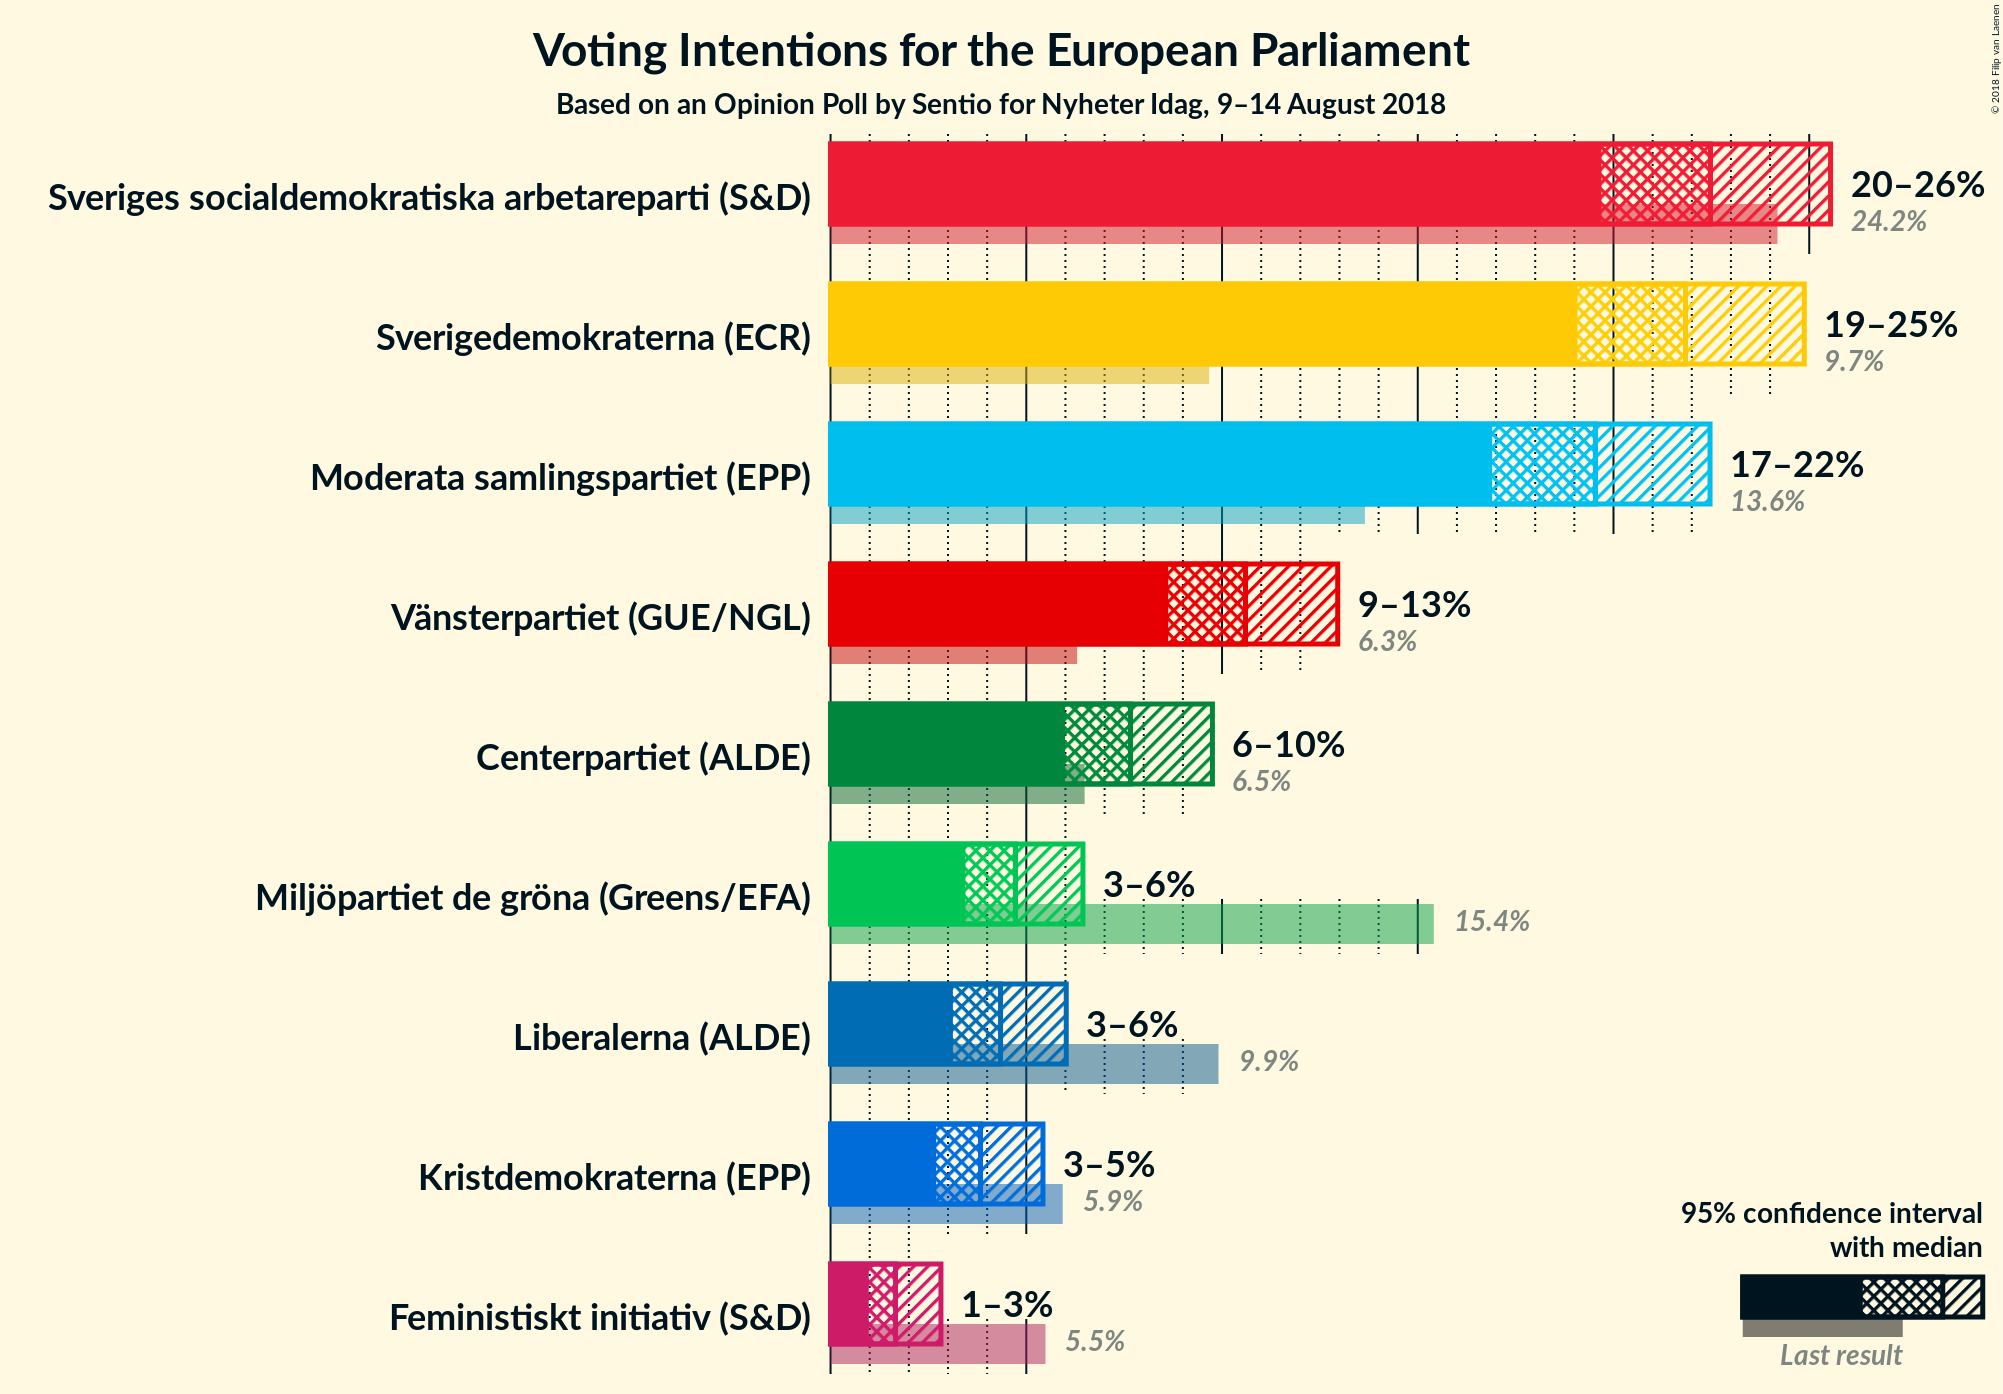 Voting Intentions for the European Parliament
Based on an Opinion Poll by Sentio for Nyheter Idag, 9–14 August 2018
© 2018 Filip van Laenen
Sveriges socialdemokratiska arbetareparti (S&D)
20–26%
24.2%
Sverigedemokraterna (ECR)
19–25%
9.7%
Moderata samlingspartiet (EPP)
17–22%
13.6%
Vänsterpartiet (GUE/NGL)
9–13%
6.3%
Centerpartiet (ALDE)
6–10%
6.5%
Miljöpartiet de gröna (Greens/EFA)
3–6%
15.4%
Liberalerna (ALDE)
3–6%
9.9%
Kristdemokraterna (EPP)
3–5%
5.9%
Feministiskt initiativ (S&D)
1–3%
5.5%
95% confidence interval
with median
Last result